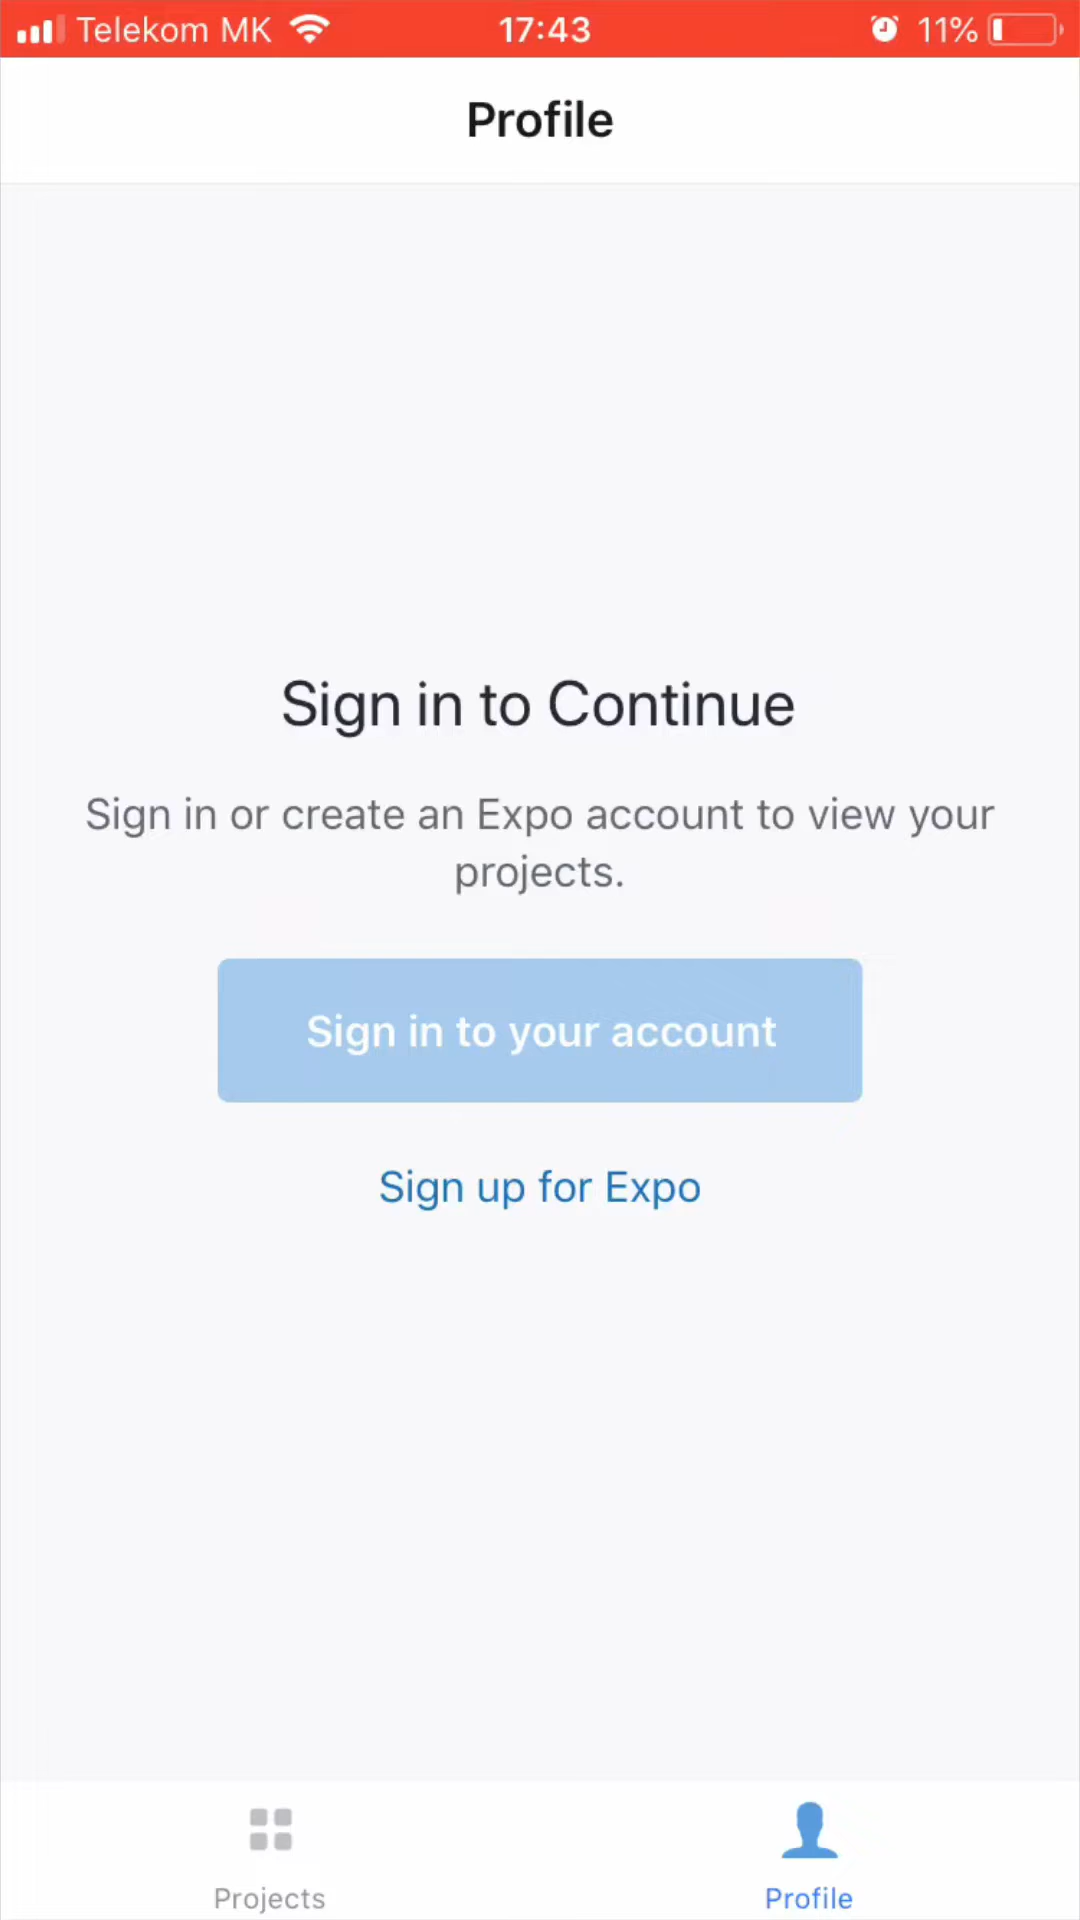 Telekom MK 17:43 11%
Profile
Sign in to Continue
Sign in or create an Expo account to view your
projects.
Sign in to your account
Sign up for Expo
Projects Profile